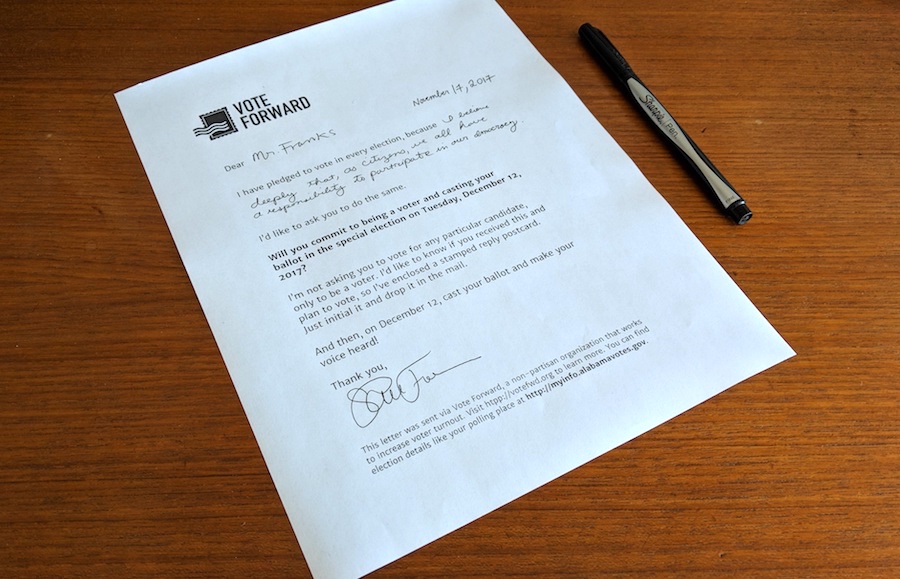 VOTE
FORWARD
November 17, 2017
Dear Mr. Franks
I have pledged to vote in every election, because I believe
deeply that, as citizens, we all have
a responsibility to participate in our democracy.
I'd like to ask you to do the same.
Will you commit to being a voter and casting your
ballot in the special election on Tuesday, December 12,
2017?
I'm not asking you to vote for any particular candidate,
only to be a voter. I'd like to know if you received this and
plan to vote, so I've enclosed a stamped reply postcard.
Just initial it and drop it in the mail.
And then, on December 12, cast your ballot and make your
voice heard!
Thank you,
This letter was sent via Vote Forward, a non-partisan organization that works
to increase voter turnout. Visit htpp://votefwd.org to learn more. You can find
election details like your polling place at http://myinfo.alabamavotes.gov.
Sharpie PEN